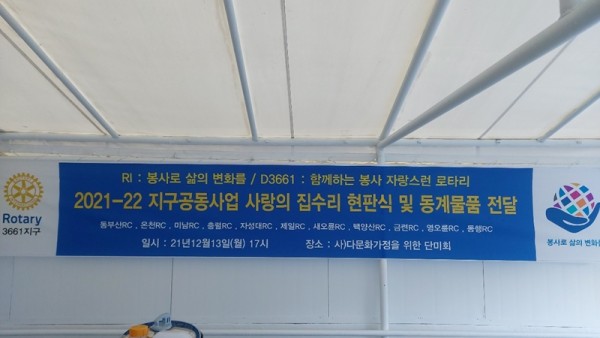 RI : 봉사로 삶의 변화를 / D3661 : 함께하는 봉사 자랑스런 로타리
2021-22 지구공동사업 사랑의 집수리 현판식 및 동계물품 전달
동부산RC , 온천RC , 미남RC , 충렬RC , 자성대RC , 제일RC , 새오륜RC , 백양산RC , 금련RC , 영오륜RC , 동행RC
일시 : 21년12월13일(월) 17시 장소 : 사)다문화가정을 위한 단미회
Rotary
3661지구
봉사로 삶의 변화를